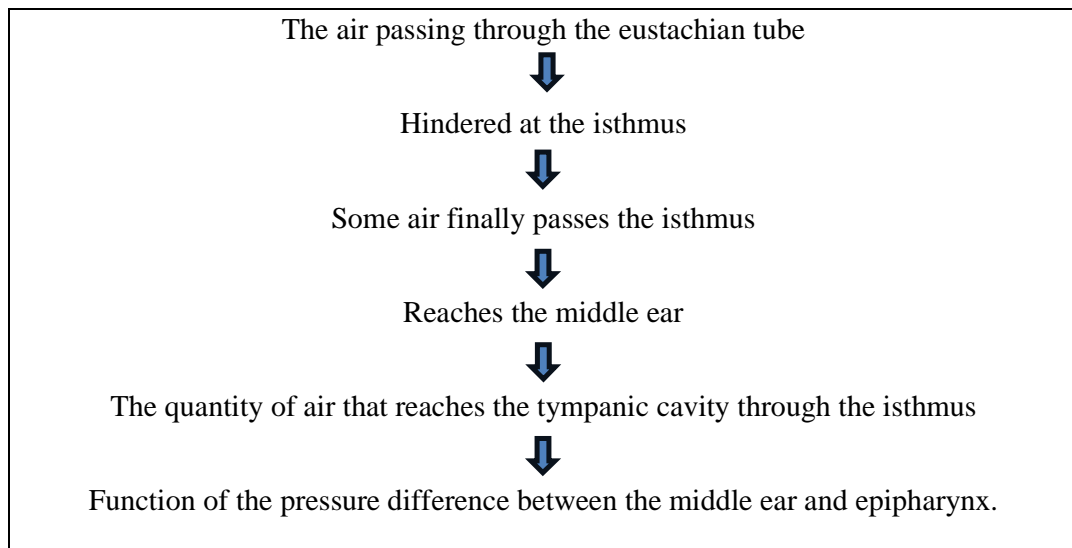 The air passing through the eustachian tube
Hindered at the isthmus
Some air finally passes the isthmus
Reaches the middle ear
The quantity of air that reaches the tympanic cavity through the isthmus
Function of the pressure difference between the middle ear and epipharynx.